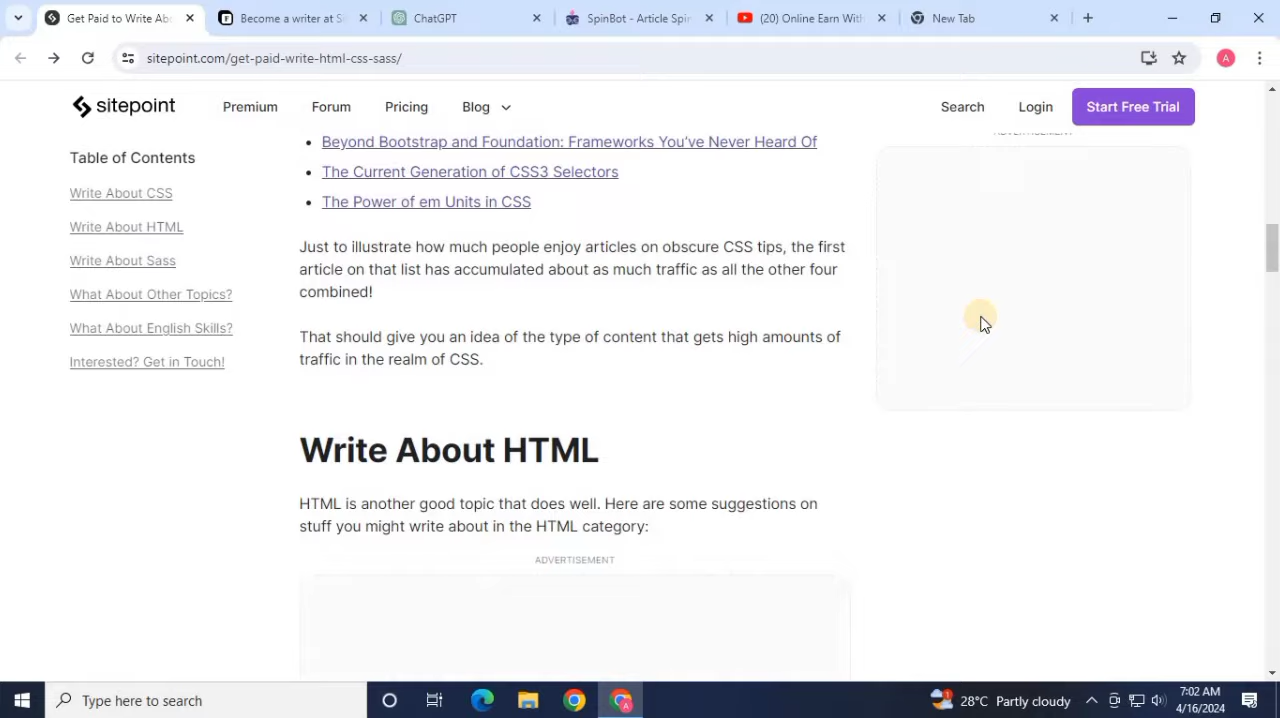 Get Paid to Write Abo
Become a writer at S
ChatGPT
SpinBot - Article Spin
(20) Online Earn With
New Tab
sitepoint.com/get-paid-write-html-css-sass/
A
sitepoint
Premium
Forum
Pricing
Blog
Search
Login
Start Free Trial
Table of Contents
Write About CSS
Write About HTML
Write About Sass
What About Other Topics?
What About English Skills?
Interested? Get in Touch!
Beyond Bootstrap and Foundation: Frameworks You've Never Heard Of
The Current Generation of CSS3 Selectors
The Power of em Units in CSS
Just to illustrate how much people enjoy articles on obscure CSS tips, the first
article on that list has accumulated about as much traffic as all the other four
combined!
That should give you an idea of the type of content that gets high amounts of
traffic in the realm of CSS.
Write About HTML
HTML is another good topic that does well. Here are some suggestions on
stuff you might write about in the HTML category:
ADVERTISEMENT
ADVERTISEMENT
Type here to search
1
28°C Partly cloudy
7:02 AM
4/16/2024